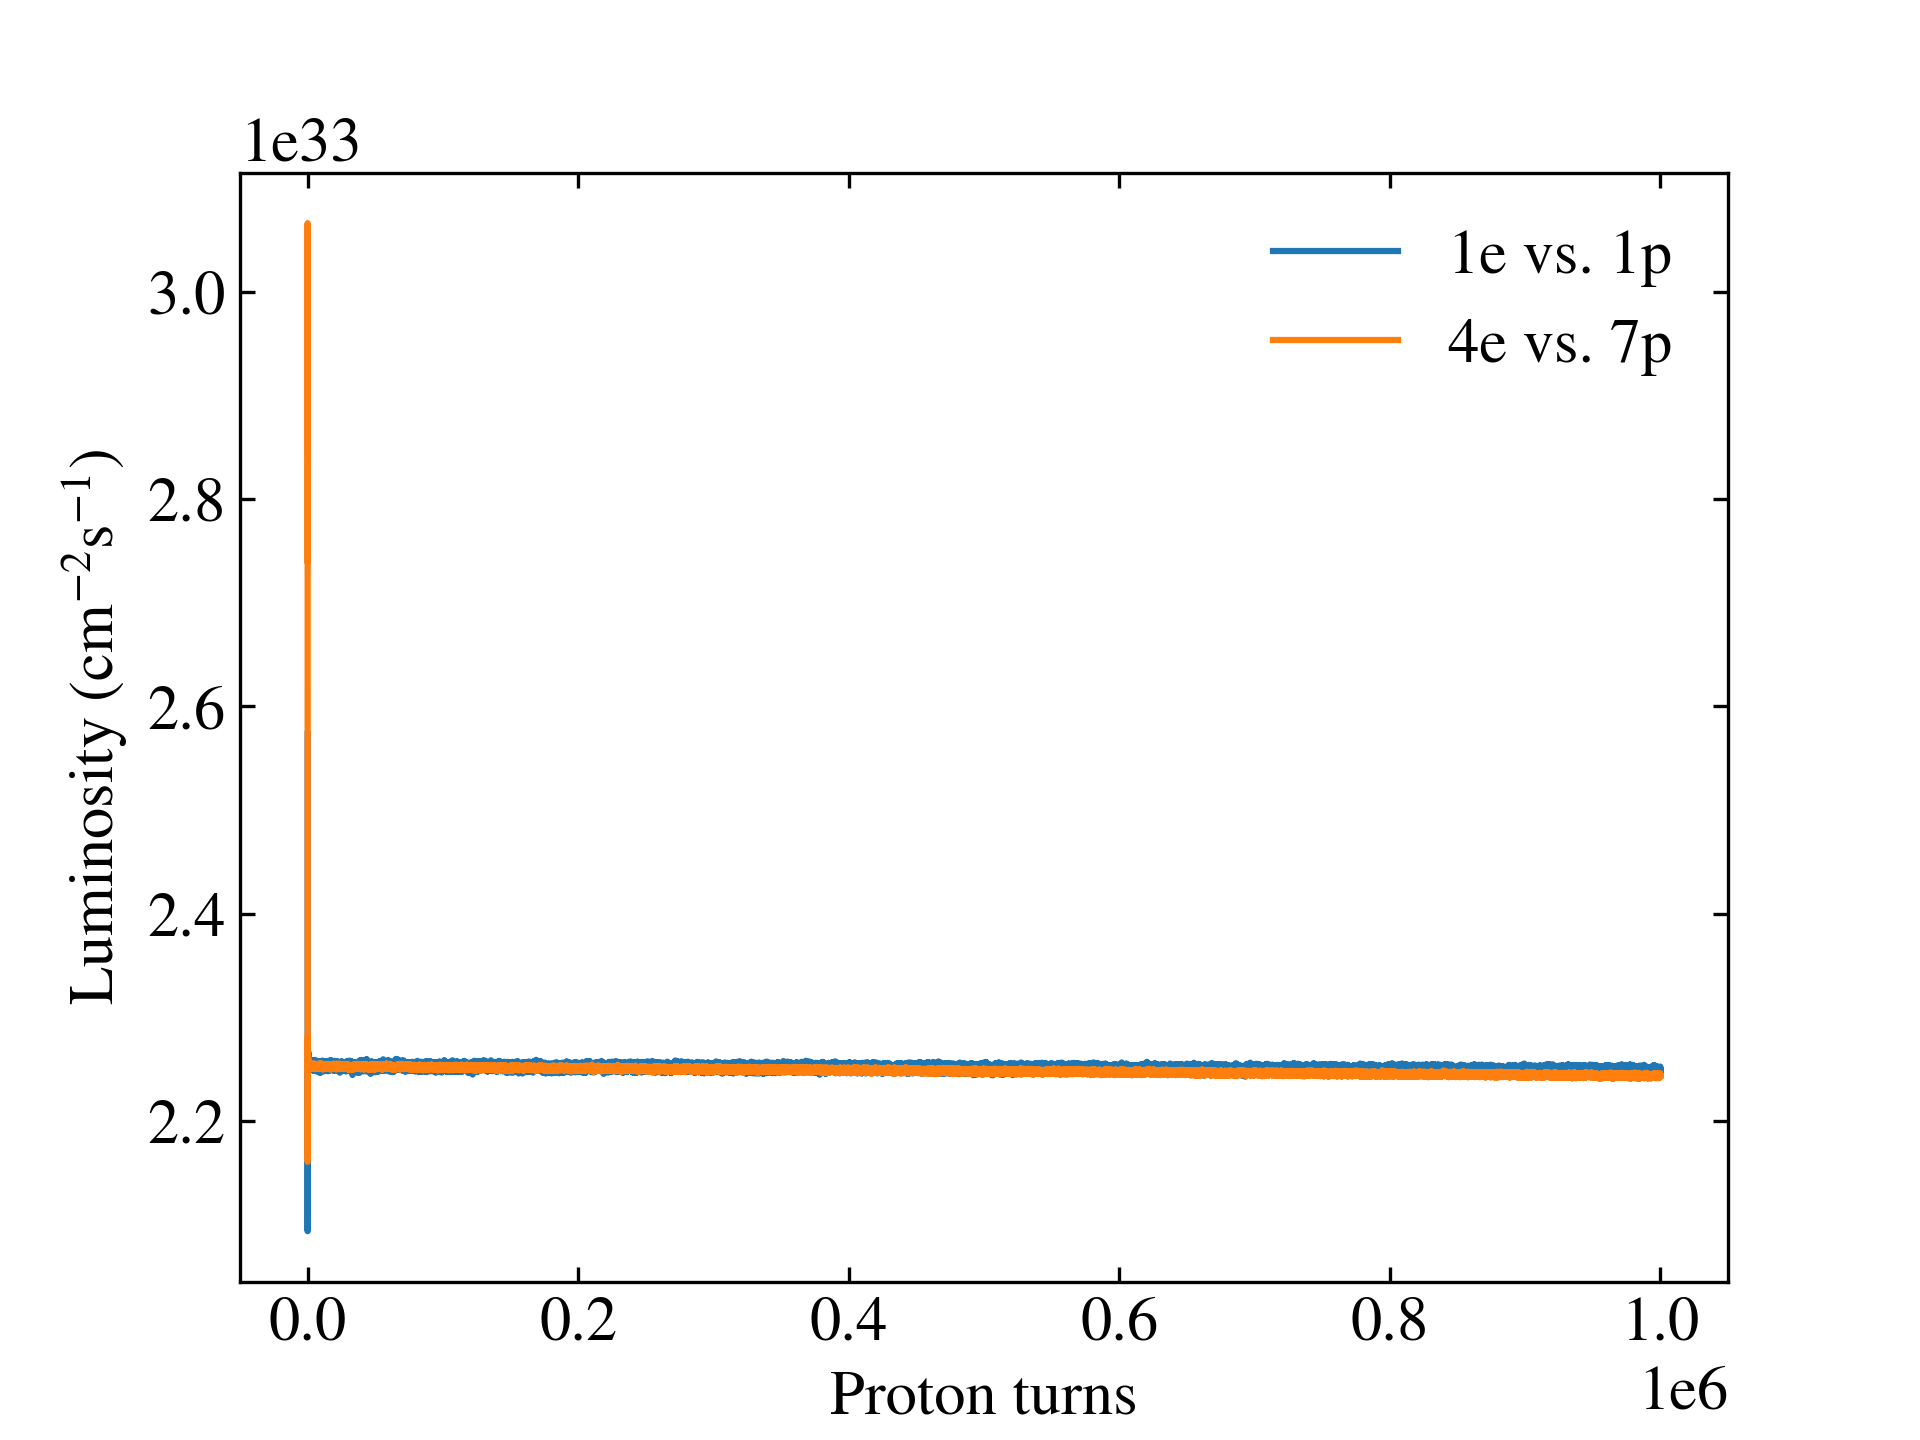 1e33
1e vs. 1p
4e vs. 7p
3.0
2.8
2.6
2.4
2.2
Luminosity (cm⁻²s⁻¹)
0.0 0.2 0.4 0.6 0.8 1.0
Proton turns
1e6